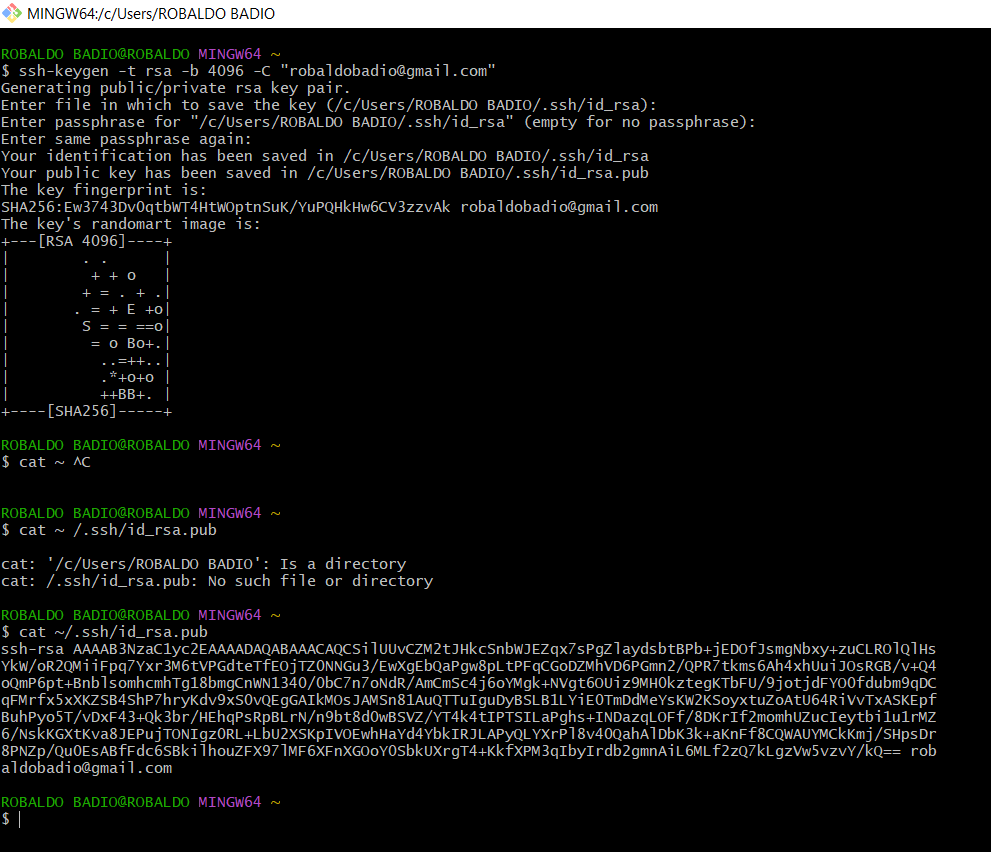 MINGW64:/c/Users/ROBALDO BADIO
ROBALDO BADIO@ROBALDO MINGW64 ~
$ ssh-keygen -t rsa -b 4096 -C "robaldobadio@gmail.com"
Generating public/private rsa key pair.
Enter file in which to save the key (/c/Users/ROBALDO BADIO/.ssh/id_rsa):
Enter passphrase for "/c/Users/ROBALDO BADIO/.ssh/id_rsa" (empty for no passphrase):
Enter same passphrase again:
Your identification has been saved in /c/Users/ROBALDO BADIO/.ssh/id_rsa
Your public key has been saved in /c/Users/ROBALDO BADIO/.ssh/id_rsa.pub
The key fingerprint is:
SHA256:Ew3743DvOqtbWT4HtWOptnSuK/YuPQHkHw6CV3zzvAk robaldobadio@gmail.com
The key's randomart image is:
+---[RSA 4096]----+
|        . .      |
|         + + o   |
|        + = . + .|
|       . = + E +o|
|        S = = ==o|
|         = o Bo+.|
|          ..=++..|
|          .*+o+o |
|          ++BB+. |
+----[SHA256]-----+
ROBALDO BADIO@ROBALDO MINGW64 ~
$ cat ~ ^C
ROBALDO BADIO@ROBALDO MINGW64 ~
$ cat ~ /.ssh/id_rsa.pub
cat: '/c/Users/ROBALDO BADIO': Is a directory
cat: /.ssh/id_rsa.pub: No such file or directory
ROBALDO BADIO@ROBALDO MINGW64 ~
$ cat ~/.ssh/id_rsa.pub
ssh-rsa AAAAB3NzaC1yc2EAAAADAQABAAACAQCSilUUvCZM2tJHkcSnbWJEZqx7sPgZlaydsbtBPb+jEDOfJsmgNbxy+zuCLROlQlHs
YkW/oR2QMiiFpq7Yxr3M6tVPGdteTfEOjTZ0NNGu3/EwXgEbQaPgw8pLtPFqCGoDZMhVD6PGmn2/QPR7tkms6Ah4xhUuiJOsRGB/v+Q4
oQmP6pt+BnblsomhcmhTg18bmgCnWN134O/0bC7n7oNdR/AmCmSc4j6oYMgk+NVgt6OUiz9MH0kztegKTbFU/9jotjdFYO0fdubm9qDC
qFMrfx5xXKZSB4ShP7hryKdv9xS0vQEgGAIkMOsJAMSn81AuQTTuIguDyBSLB1LYiE0TmDdMeYsKW2KSoyxtuZoAtU64RiVvTxASKEpf
BuhPyo5T/vDxF43+Qk3br/HEhqPsRpBLrN/n9bt8dOwBSVZ/YT4k4tIPTSILaPghs+INDazqLOFf/8DKrIf2momhUZucIeytbi1u1rMZ
6/NskKGXtKva8JEPujTONIgz0RL+LbU2XSKpIVOEwhHaYd4YbkIRJLAPyQLYXrPl8v40QahAlDbK3k+aKnFf8CQWAUYMCkKmj/SHpsDr
8PNZp/Qu0EsABfFdc6SBkilhouZFX97lMF6XFnXGOoYOSbkUXrgT4+KkfXPM3qIbyIrdb2gmnAiL6MLf2zQ7kLgzVw5vzvY/kQ== rob
aldobadio@gmail.com
ROBALDO BADIO@ROBALDO MINGW64 ~
$